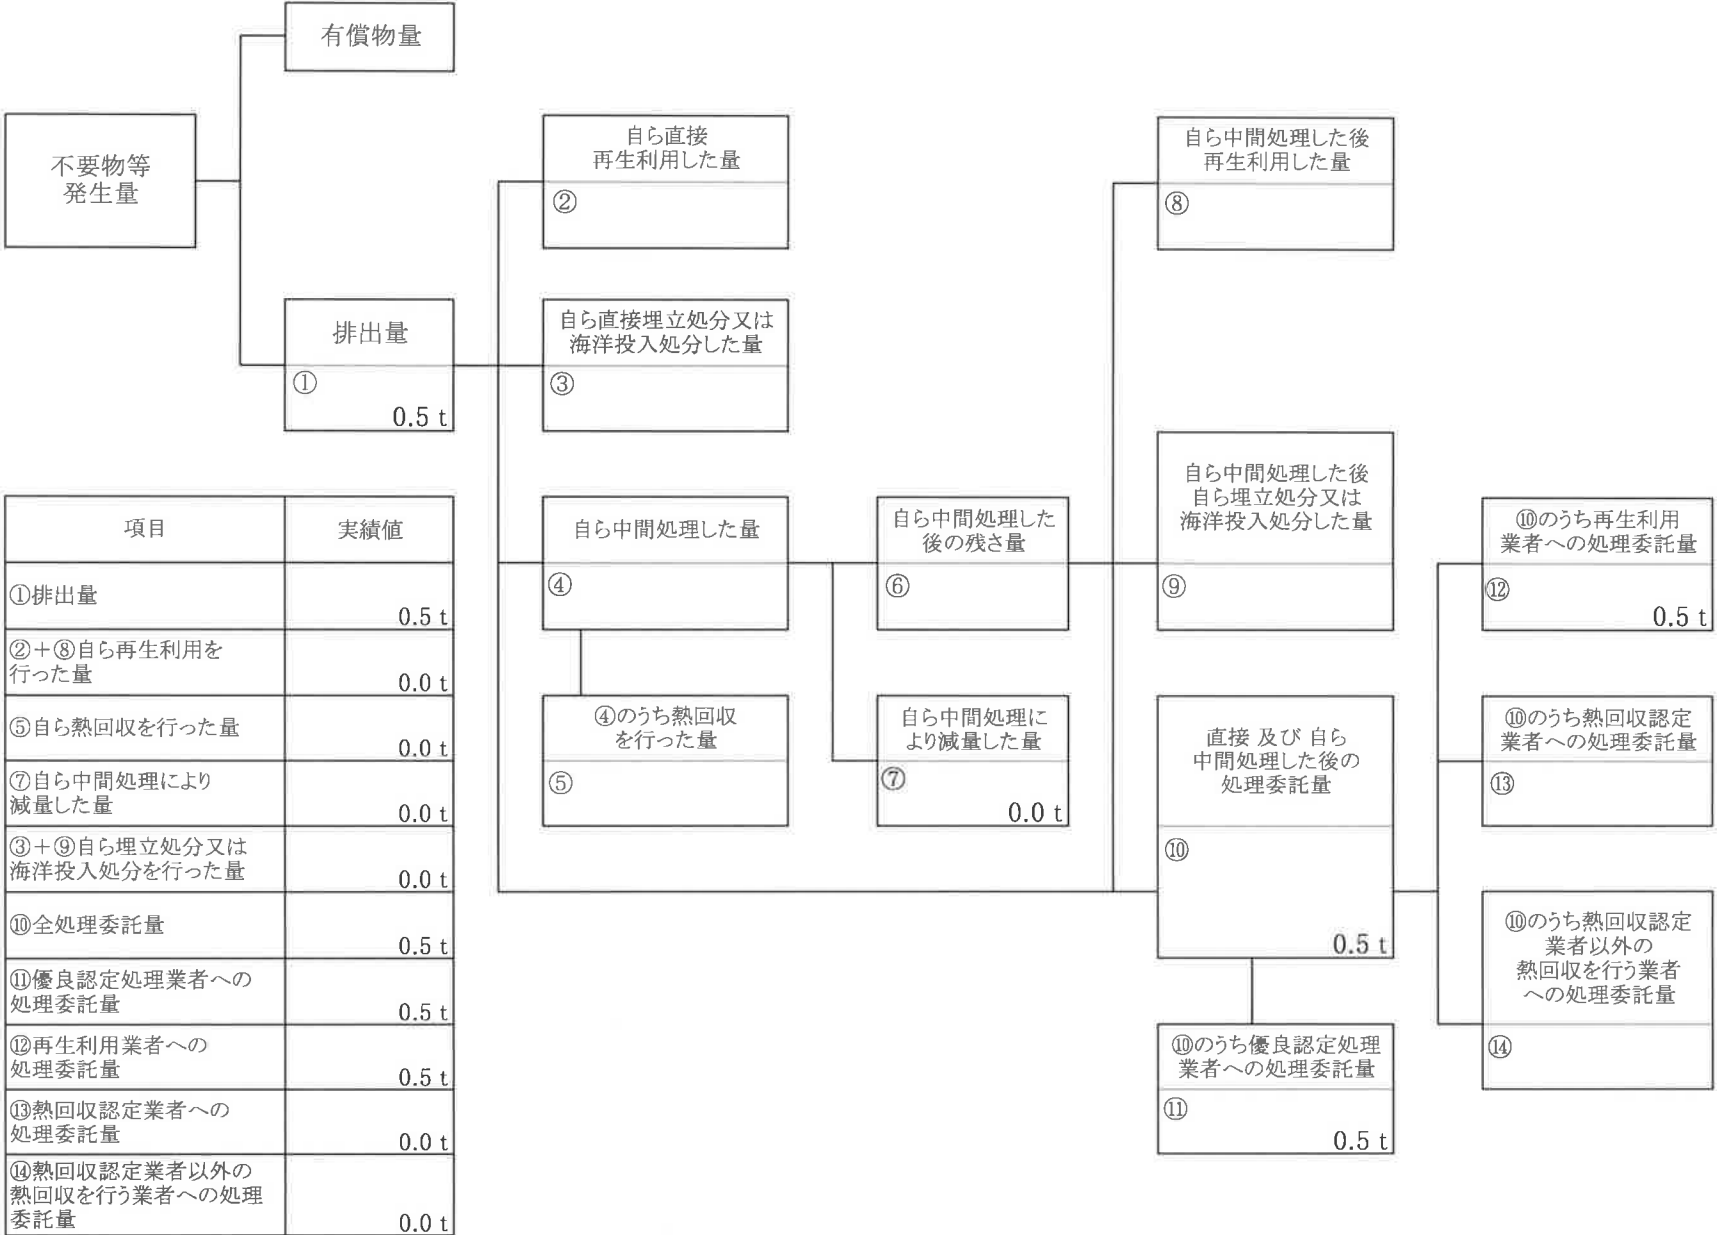 有償物量
不要物等
発生量
排出量
①
0.5 t
自ら直接
再生利用した量
②
自ら直接埋立処分又は
海洋投入処分した量
③
自ら中間処理した量
④
④のうち熱回収
を行った量
⑤
自ら中間処理した
後の残さ量
⑥
自ら中間処理に
より減量した量
⑦
0.0 t
自ら中間処理した後
再生利用した量
⑧
自ら中間処理した後
自ら埋立処分又は
海洋投入処分した量
⑨
直接 及び 自ら
中間処理した後の
処理委託量
⑩
0.5 t
⑩のうち優良認定処理
業者への処理委託量
⑪
0.5 t
⑩のうち再生利用
業者への処理委託量
⑫
0.5 t
⑩のうち熱回収認定
業者への処理委託量
⑬
⑩のうち熱回収認定
業者以外の
熱回収を行う業者
への処理委託量
⑭
項目 実績値
①排出量
0.5 t
②＋⑧自ら再生利用を
行った量
0.0 t
⑤自ら熱回収を行った量
0.0 t
⑦自ら中間処理により
減量した量
0.0 t
③＋⑨自ら埋立処分又は
海洋投入処分を行った量
0.0 t
⑩全処理委託量
0.5 t
⑪優良認定処理業者への
処理委託量
0.5 t
⑫再生利用業者への
処理委託量
0.5 t
⑬熱回収認定業者への
処理委託量
0.0 t
⑭熱回収認定業者以外の
熱回収を行う業者への処理
委託量
0.0 t